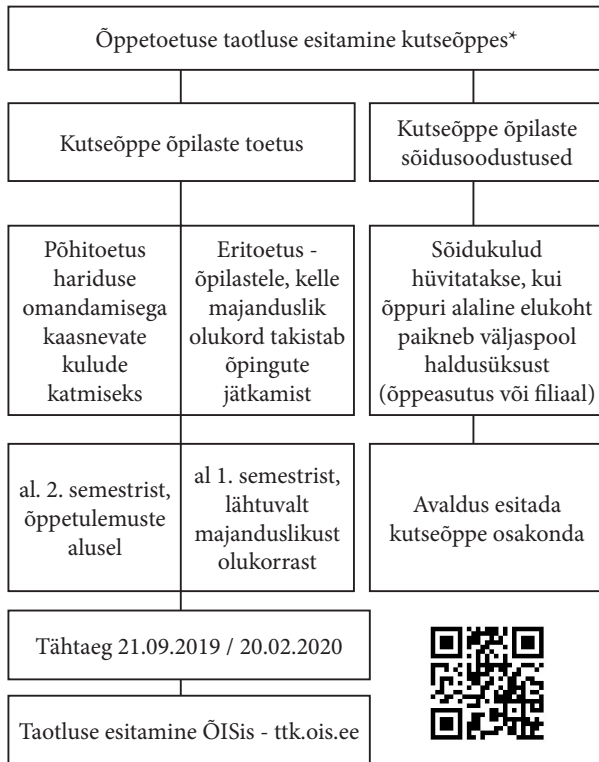 Õppetoetuse taotluse esitamine kutseõppes*
Kutseõppe õpilaste toetus
Kutseõppe õpilaste
sõidusoodustused
Põhitoetus
hariduse
omandamisega
kaasnevate
kulude
katmiseks
Eritoetus -
õpilastele, kelle
majanduslik
olukord takistab
õpingute
jätkamist
Sõidukulud
hüvitatakse, kui
õppuri alaline elukoht
paikneb väljaspool
haldusüksust
(õppeasutus või filiaal)
al. 2. semestrist,
õppetulemuste
alusel
al 1. semestrist,
lähtuvalt
majanduslikust
olukorrast
Avaldus esitada
kutseõppe osakonda
Tähtaeg 21.09.2019 / 20.02.2020
Taotluse esitamine ÕISis - ttk.ois.ee